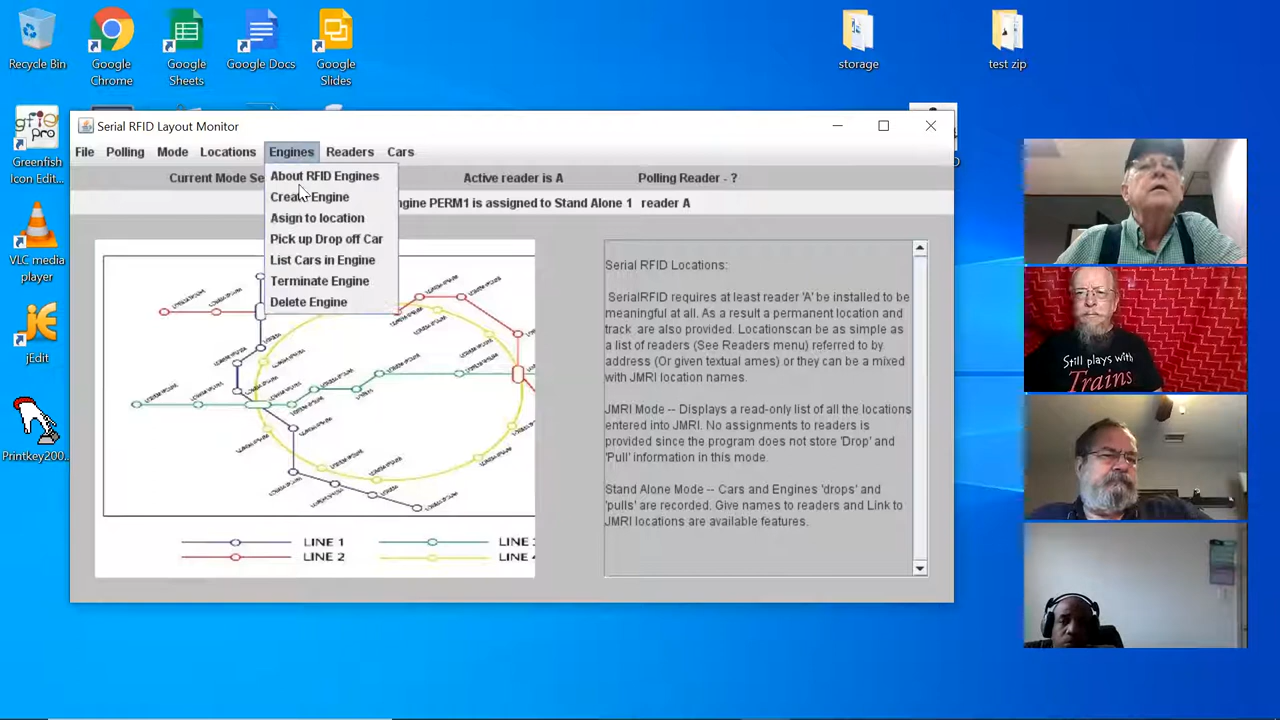 Recycle Bin
Google Chrome
Google Sheets
Google Docs
Google Slides
storage
test zip
gfie pro
Greenfish Icon Edit...
VLC media player
jEdit
Printkey200...
Serial RFID Layout Monitor
File Polling Mode Locations Engines Readers Cars
Current Mode Se
Active reader is A
Polling Reader - ?
ngine PERM1 is assigned to Stand Alone 1 reader A
About RFID Engines
Create Engine
Asign to location
Pick up Drop off Car
List Cars in Engine
Terminate Engine
Delete Engine
LINE 1
LINE 2
LINE
LINE
Serial RFID Locations:
SerialRFID requires at least reader 'A' be installed to be
meaningful at all. As a result a permanent location and
track are also provided. Locationscan be as simple as
a list of readers (See Readers menu) referred to by
address (Or given textual ames) or they can be a mixed
with JMRI location names.
JMRI Mode -- Displays a read-only list of all the locations
entered into JMRI. No assignments to readers is
provided since the program does not store 'Drop' and
'Pull' information in this mode.
Stand Alone Mode -- Cars and Engines 'drops' and
'pulls' are recorded. Give names to readers and Link to
JMRI locations are available features.
Still plays with
Trains